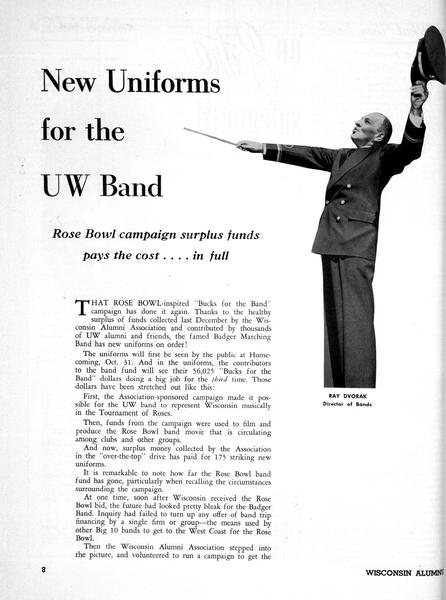 New Uniforms
for the
UW Band
Rose Bowl campaign surplus funds
pays the cost . . . . in full
THAT ROSE BOWL-inspired "Bucks for the Band"
campaign has done it again. Thanks to the healthy
surplus of funds collected last December by the Wis-
consin Alumni Association and contributed by thousands
of UW alumni and friends, the famed Badger Marching
Band has new uniforms on order!
The uniforms will first be seen by the public at Home-
coming, Oct. 31. And in the uniforms, the contributors
to the band fund will see their 56,025 "Bucks for the
Band" dollars doing a big job for the third time. Those
dollars have been stretched out like this:
First, the Association-sponsored campaign made it pos-
sible for the UW band to represent Wisconsin musically
in the Tournament of Roses.
Then, funds from the campaign were used to film and
produce the Rose Bowl band movie that is circulating
among clubs and other groups.
And now, surplus money collected by the Association
in the "over-the-top" drive has paid for 175 striking new
uniforms.
It is remarkable to note how far the Rose Bowl band
fund has gone, particularly when recalling the circumstances
surrounding the campaign.
At one time, soon after Wisconsin received the Rose
Bowl bid, the future had looked pretty bleak for the Badger
Band. Inquiry had failed to turn up any offer of band trip
financing by a single firm or group—the means used by
other Big 10 bands to get to the West Coast for the Rose
Bowl.
Then the Wisconsin Alumni Association stepped into
the picture, and volunteered to run a campaign to get the
RAY DVORAK
Director of Bands
8
WISCONSIN ALUMNI